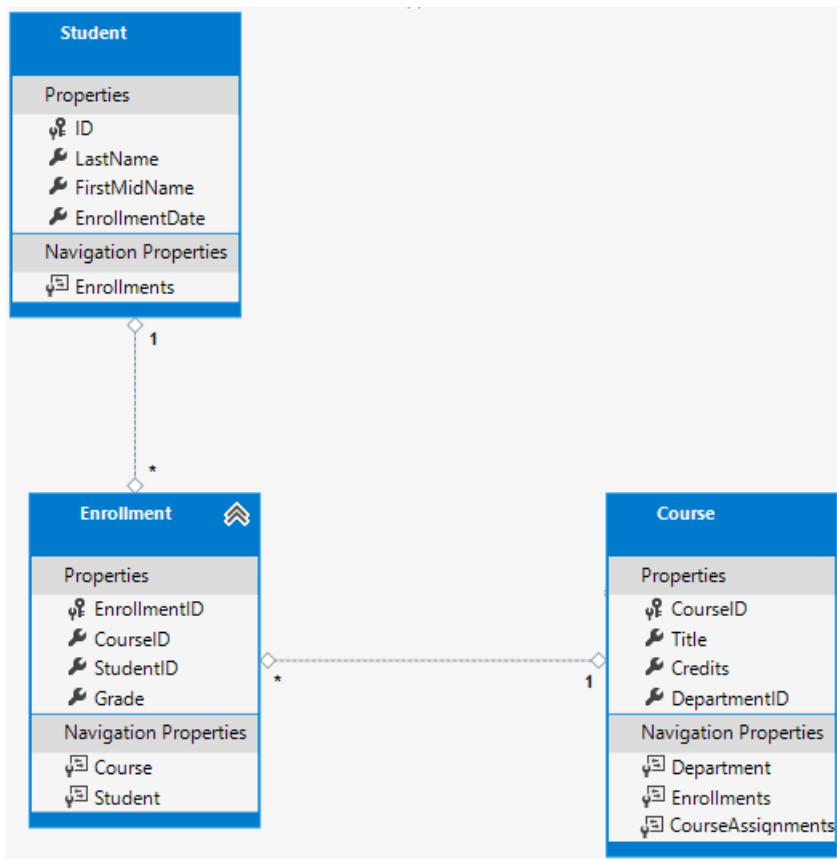 Student
Properties
ID
LastName
FirstMidName
EnrollmentDate
Navigation Properties
Enrollments
1
*
Enrollment
Properties
EnrollmentID
CourseID
StudentID
Grade
Navigation Properties
Course
Student
*
1
Course
Properties
CourseID
Title
Credits
DepartmentID
Navigation Properties
Department
Enrollments
CourseAssignments